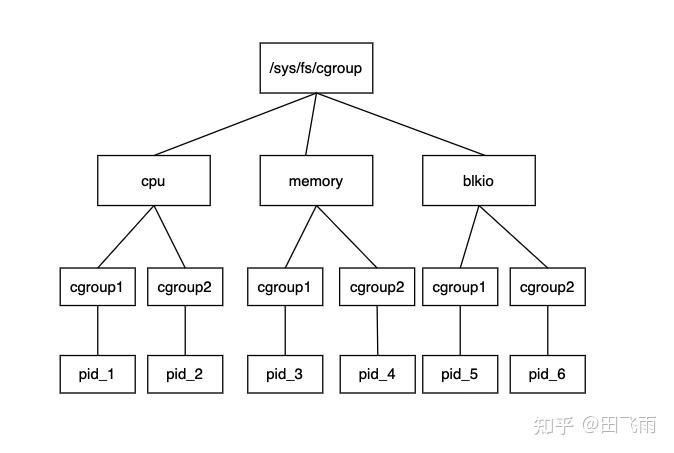 /sys/fs/cgroup
cpu
memory
blkio
cgroup1
cgroup2
cgroup1
cgroup2
cgroup1
cgroup2
pid_1
pid_2
pid_3
pid_4
pid_5
pid_6
知乎 @田飞雨